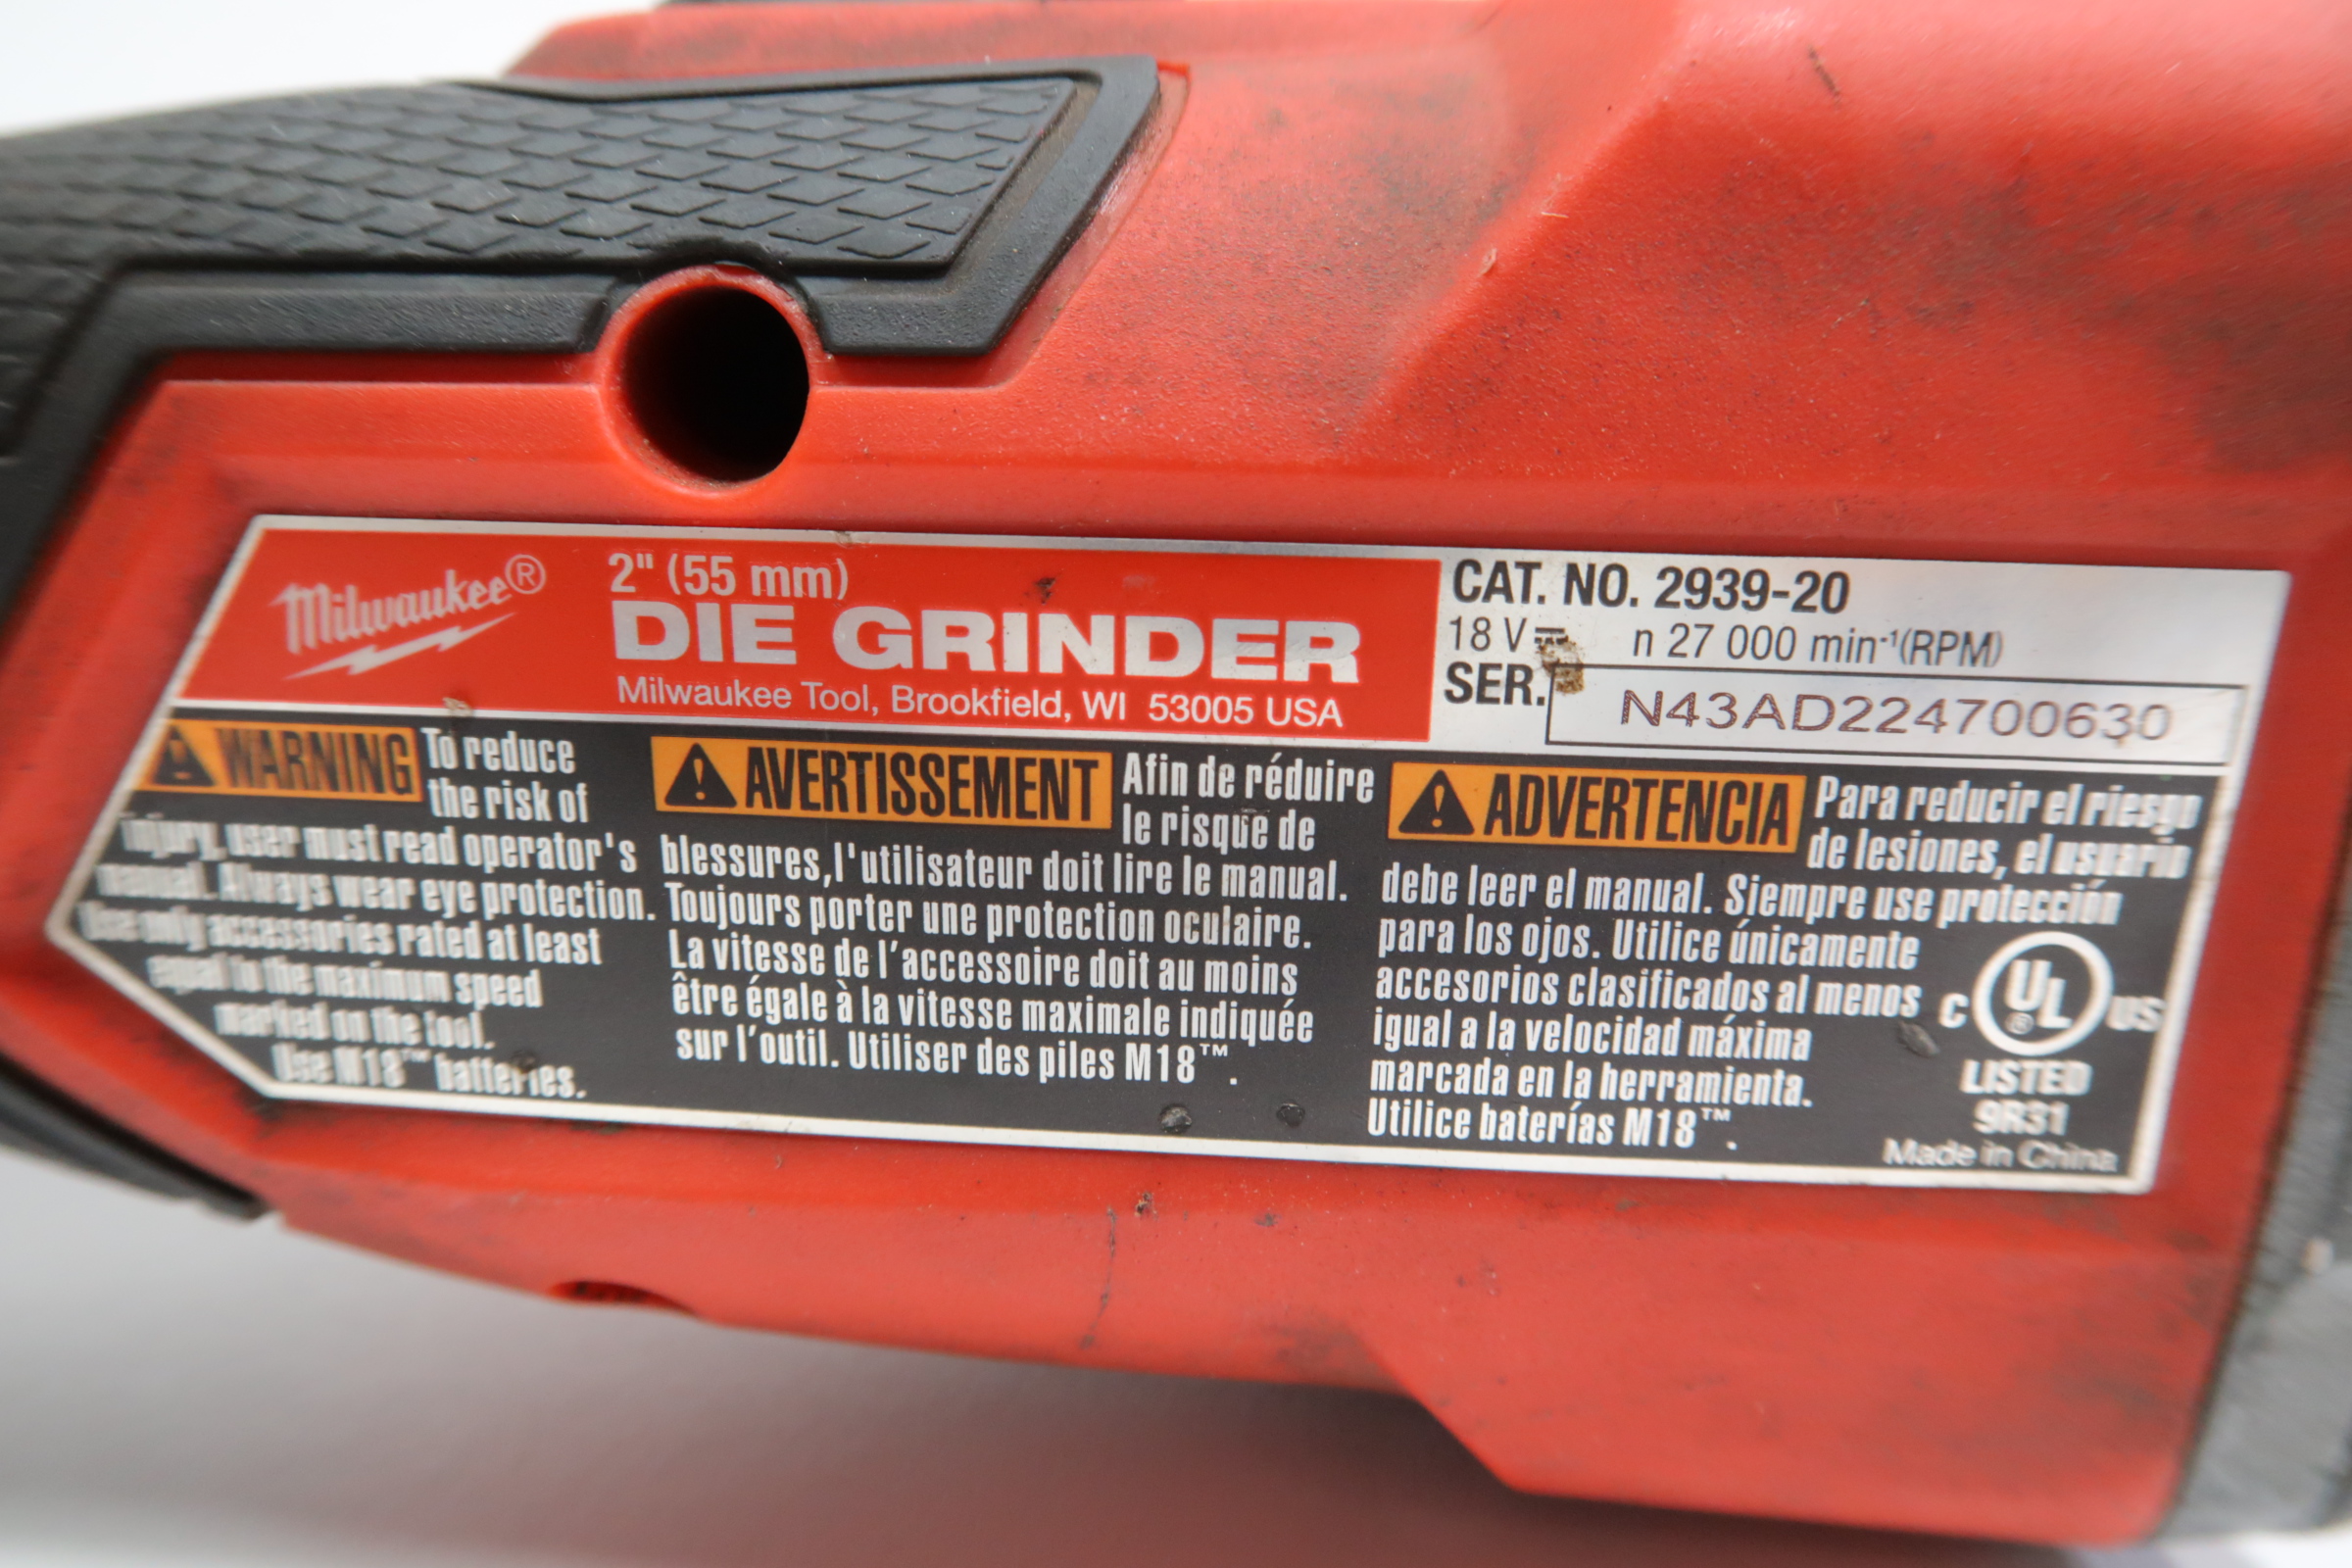 Milwaukee®
2" (55 mm)
DIE GRINDER
Milwaukee Tool, Brookfield, WI 53005 USA
CAT. NO. 2939-20
18 V⎓ n 27 000 min⁻¹(RPM)
SER. N43AD224700630
WARNING To reduce
the risk of
injury, user must read operator's
manual. Always wear eye protection.
Use only accessories rated at least
equal to the maximum speed
marked on the tool.
Use M18™ batteries.
AVERTISSEMENT Afin de réduire
le risque de
blessures,l'utilisateur doit lire le manual.
Toujours porter une protection oculaire.
La vitesse de l'accessoire doit au moins
être égale à la vitesse maximale indiquée
sur l'outil. Utiliser des piles M18™.
ADVERTENCIA Para reducir el riesgo
de lesiones, el usuario
debe leer el manual. Siempre use protección
para los ojos. Utilice únicamente
accesorios clasificados al menos
igual a la velocidad máxima
marcada en la herramienta.
Utilice baterías M18™.
C UL® US
LISTED
9R31
Made in China